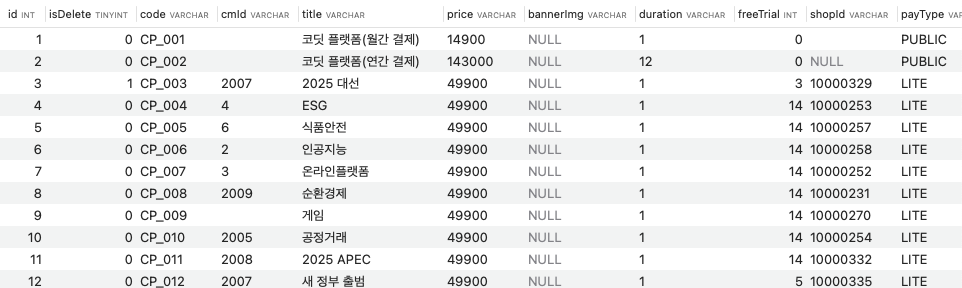 id INT isDelete TINYINT code VARCHAR cmId VARCHAR title VARCHAR price VARCHAR bannerImg VARCHAR duration VARCHAR freeTrial INT shopId VARCHAR payType VAR
1 0 CP_001 코딧 플랫폼(월간 결제) 14900 NULL 1 0 PUBLIC
2 0 CP_002 코딧 플랫폼(연간 결제) 143000 NULL 12 0 NULL PUBLIC
3 1 CP_003 2007 2025 대선 49900 NULL 1 3 10000329 LITE
4 0 CP_004 4 ESG 49900 NULL 1 14 10000253 LITE
5 0 CP_005 6 식품안전 49900 NULL 1 14 10000257 LITE
6 0 CP_006 2 인공지능 49900 NULL 1 14 10000258 LITE
7 0 CP_007 3 온라인플랫폼 49900 NULL 1 14 10000252 LITE
8 0 CP_008 2009 순환경제 49900 NULL 1 14 10000231 LITE
9 0 CP_009 게임 49900 NULL 1 14 10000270 LITE
10 0 CP_010 2005 공정거래 49900 NULL 1 14 10000254 LITE
11 0 CP_011 2008 2025 APEC 49900 NULL 1 14 10000332 LITE
12 0 CP_012 2007 새 정부 출범 49900 NULL 1 5 10000335 LITE